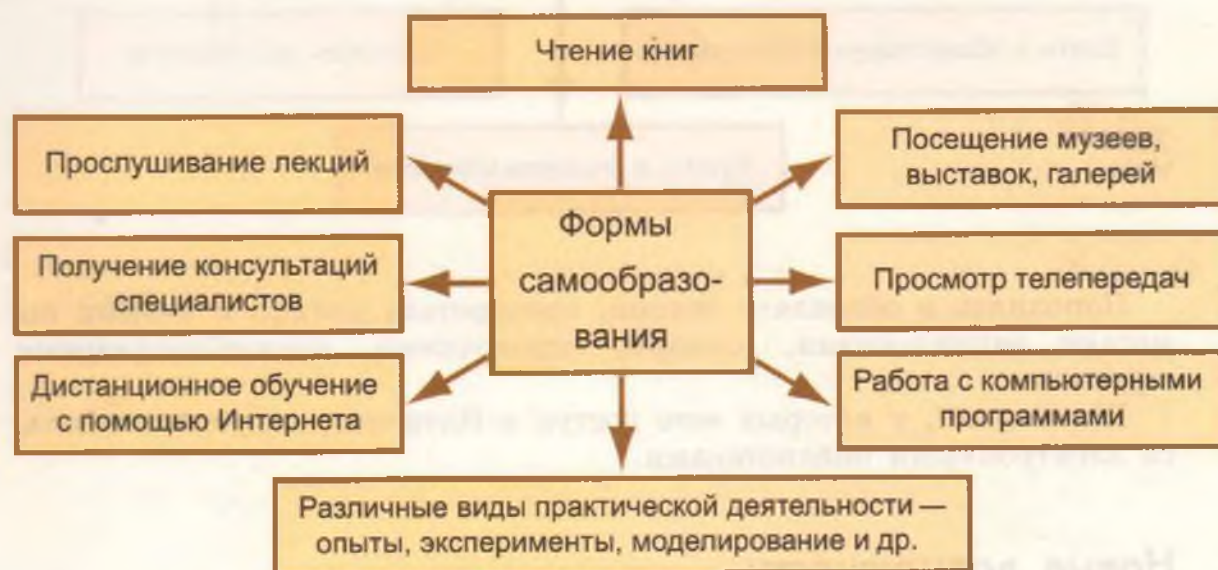 Чтение книг
Прослушивание лекций
Посещение музеев,
выставок, галерей
Формы
самообразо-
вания
Получение консультаций
специалистов
Просмотр телепередач
Дистанционное обучение
с помощью Интернета
Работа с компьютерными
программами
Различные виды практической деятельности —
опыты, эксперименты, моделирование и др.